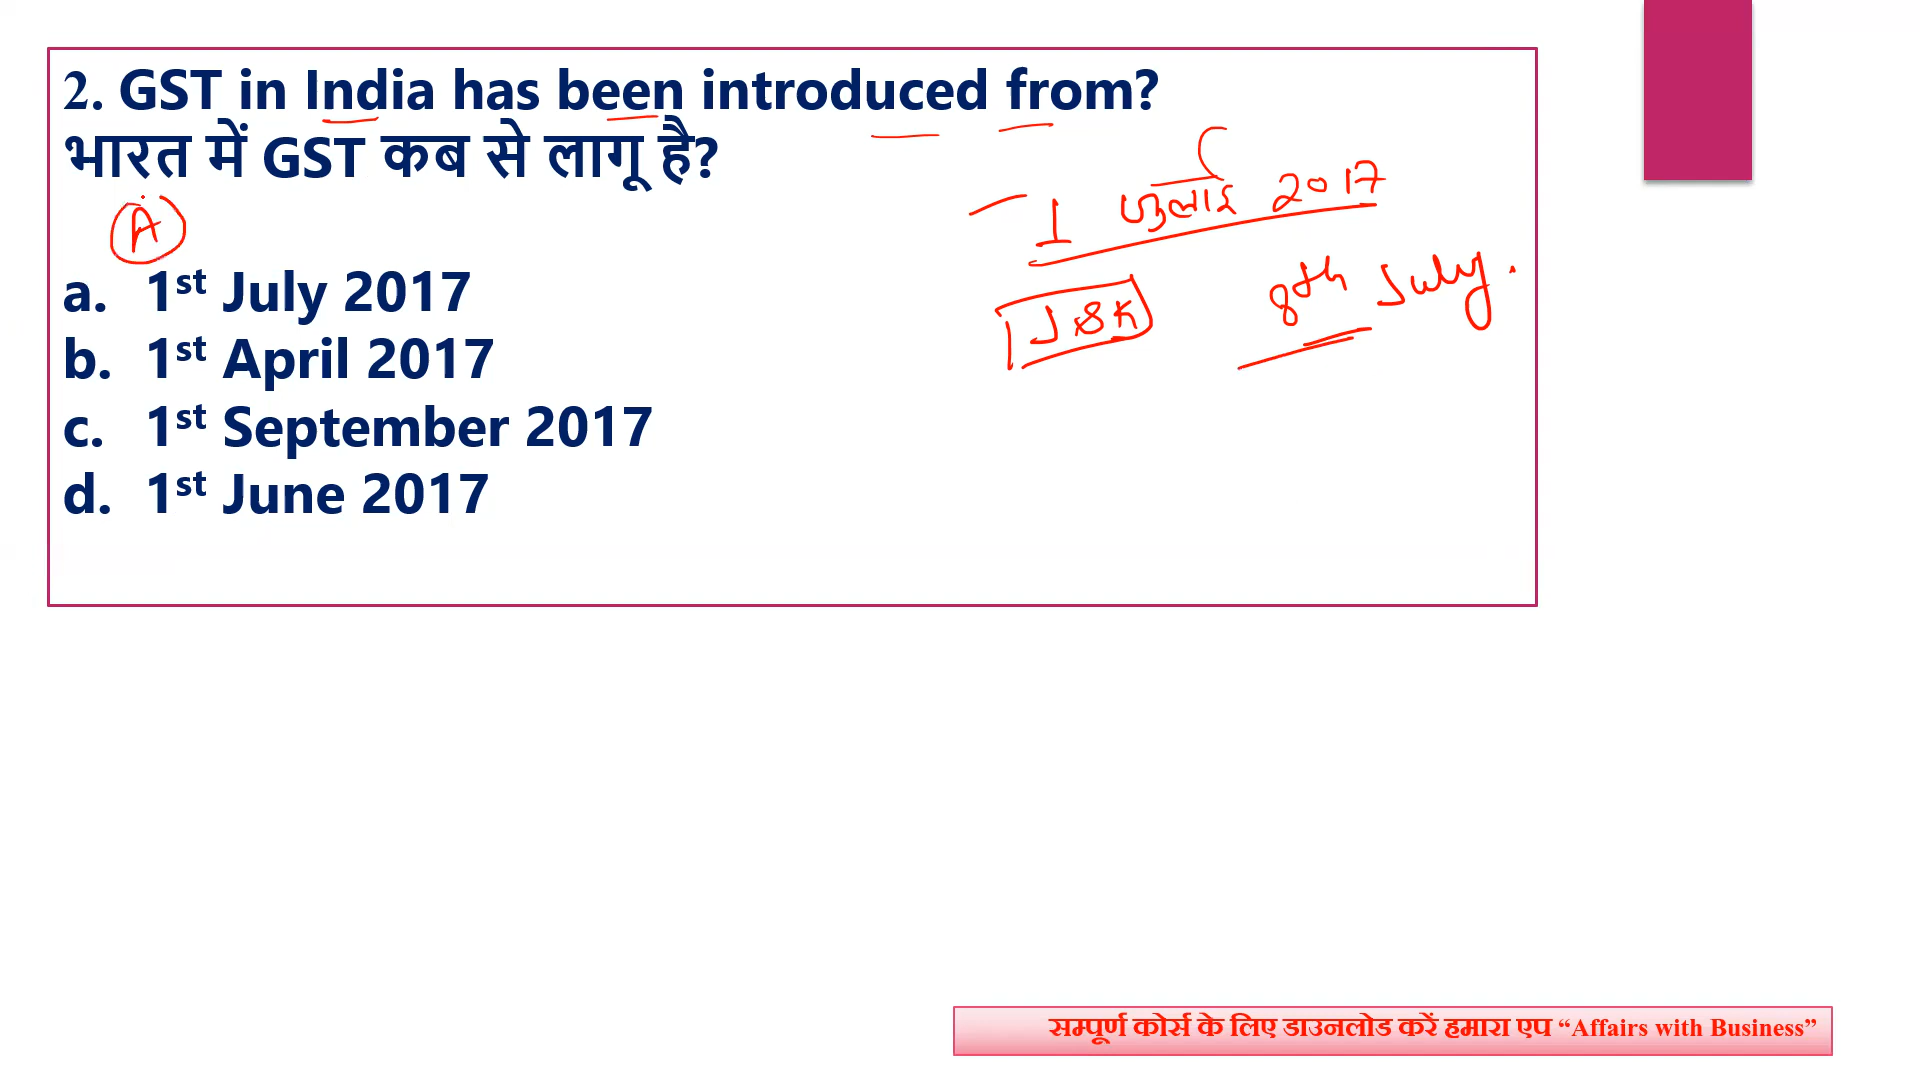 2. GST in India has been introduced from?
भारत में GST कब से लागू है?
A
1 जुलाई 2017
a. 1st July 2017
J&K
8th July.
b. 1st April 2017
c. 1st September 2017
d. 1st June 2017
सम्पूर्ण कोर्स के लिए डाउनलोड करें हमारा एप “Affairs with Business”